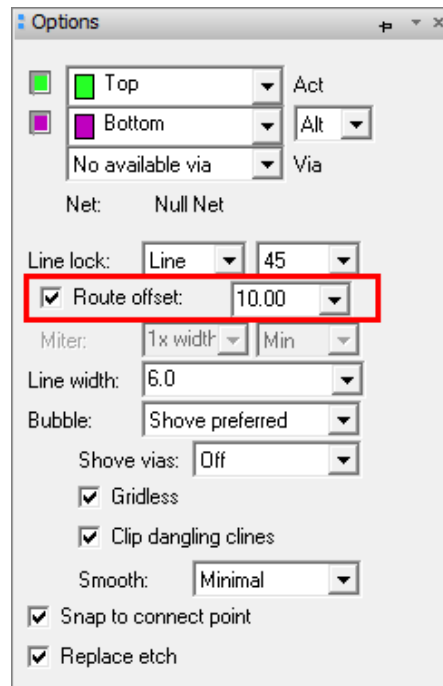 Options
Top Act
Bottom Alt
No available via Via
Net: Null Net
Line lock: Line 45
Route offset: 10.00
Miter: 1x width Min
Line width: 6.0
Bubble: Shove preferred
Shove vias: Off
Gridless
Clip dangling clines
Smooth: Minimal
Snap to connect point
Replace etch